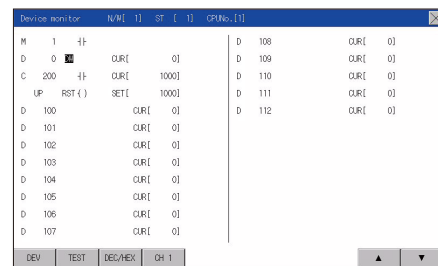 Device monitor N/W[ 1] ST [ 1] CPUNo.[1]
M 1
D 0 DW CUR[ 0]
C 200 CUR[ 1000]
UP RST( ) SET[ 1000]
D 100 CUR[ 0]
D 101 CUR[ 0]
D 102 CUR[ 0]
D 103 CUR[ 0]
D 104 CUR[ 0]
D 105 CUR[ 0]
D 106 CUR[ 0]
D 107 CUR[ 0]
D 108 CUR[ 0]
D 109 CUR[ 0]
D 110 CUR[ 0]
D 111 CUR[ 0]
D 112 CUR[ 0]
DEV TEST DEC/HEX CH 1 ▲ ▼